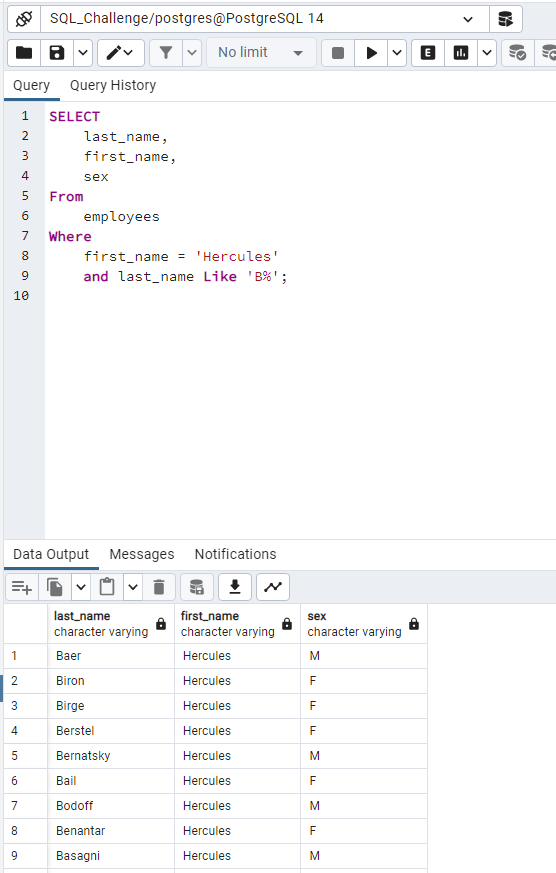 SQL_Challenge/postgres@PostgreSQL 14
No limit
E
Query Query History
1 SELECT
2 last_name,
3 first_name,
4 sex
5 From
6 employees
7 Where
8 first_name = 'Hercules'
9 and last_name Like 'B%';
10
Data Output Messages Notifications
last_name first_name sex
character varying character varying character varying
1 Baer Hercules M
2 Biron Hercules F
3 Birge Hercules F
4 Berstel Hercules F
5 Bernatsky Hercules M
6 Bail Hercules F
7 Bodoff Hercules M
8 Benantar Hercules F
9 Basagni Hercules M